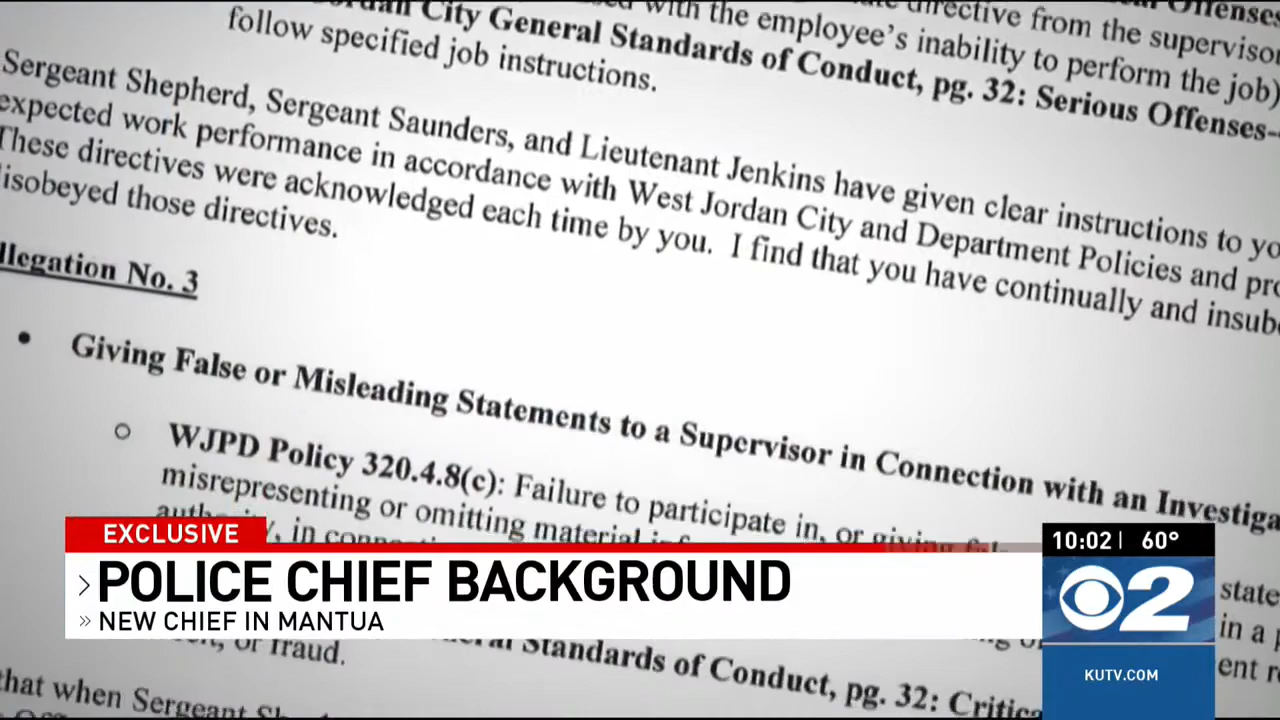 Offenses
directive from the supervisor
with the employee's inability to perform the job)
City General Standards of Conduct, pg. 32: Serious Offenses-
follow specified job instructions.
Sergeant Shepherd, Sergeant Saunders, and Lieutenant Jenkins have given clear instructions to
expected work performance in accordance with West Jordan City and Department Policies and
These directives were acknowledged each time by you. I find that you have continually and
those directives.
No. 3
• Giving False or Misleading Statements to a Supervisor in Connection with an
○ WJPD Policy 320.4.8(c): Failure to participate in, or giving
misrepresenting or omitting material
in
EXCLUSIVE
› POLICE CHIEF BACKGROUND
» NEW CHIEF IN MANTUA
10:02 | 60°
2
KUTV.COM
state
in a
or fraud.
Standards of Conduct, pg. 32:
that when Sergeant